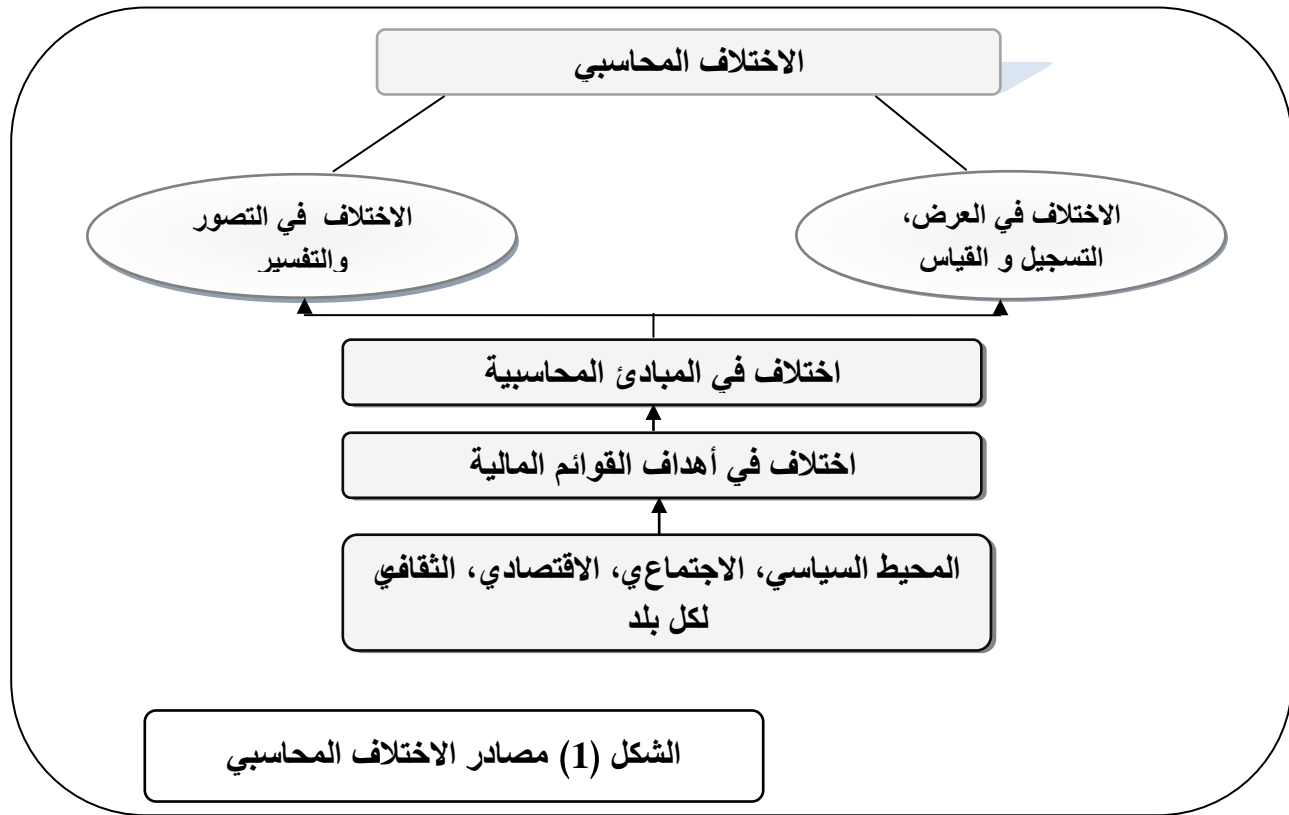 الاختلاف المحاسبي
الاختلاف في العرض،
التسجيل و القياس
الاختلاف في التصور
والتفسير
اختلاف في المبادئ المحاسبية
اختلاف في أهداف القوائم المالية
المحيط السياسي، الاجتماعي، الاقتصادي، الثقافي
لكل بلد
الشكل (1) مصادر الاختلاف المحاسبي